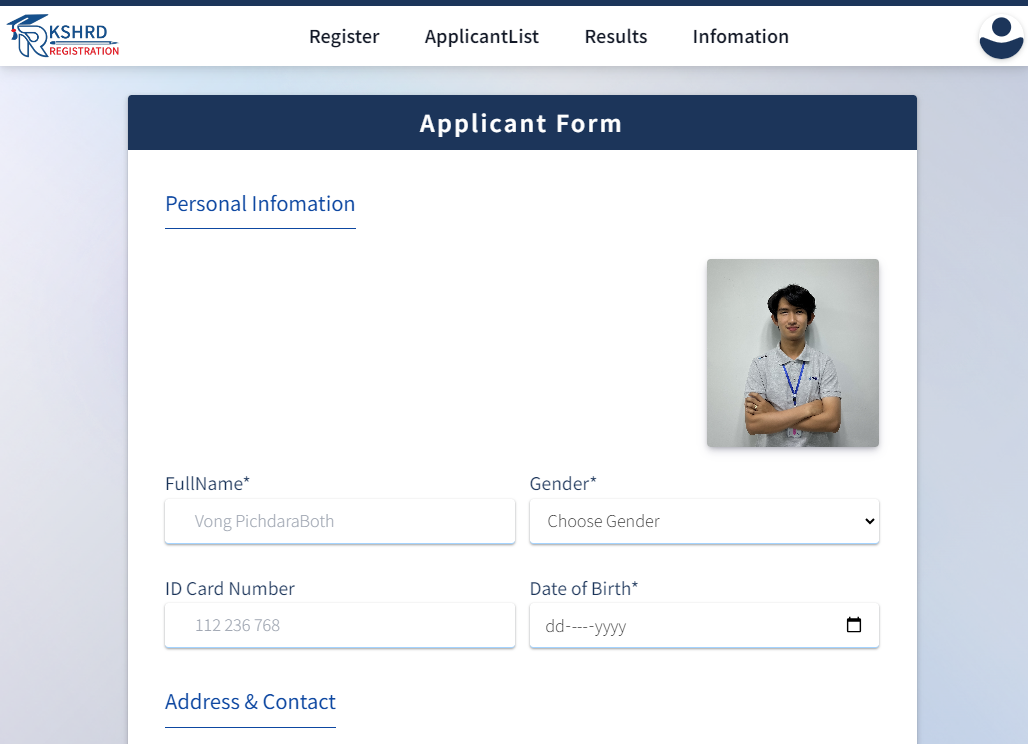 KSHRD
REGISTRATION
Register ApplicantList Results Infomation
Applicant Form
Personal Infomation
FullName* Gender*
Vong PichdaraBoth Choose Gender
ID Card Number Date of Birth*
112 236 768 dd----yyyy
Address & Contact